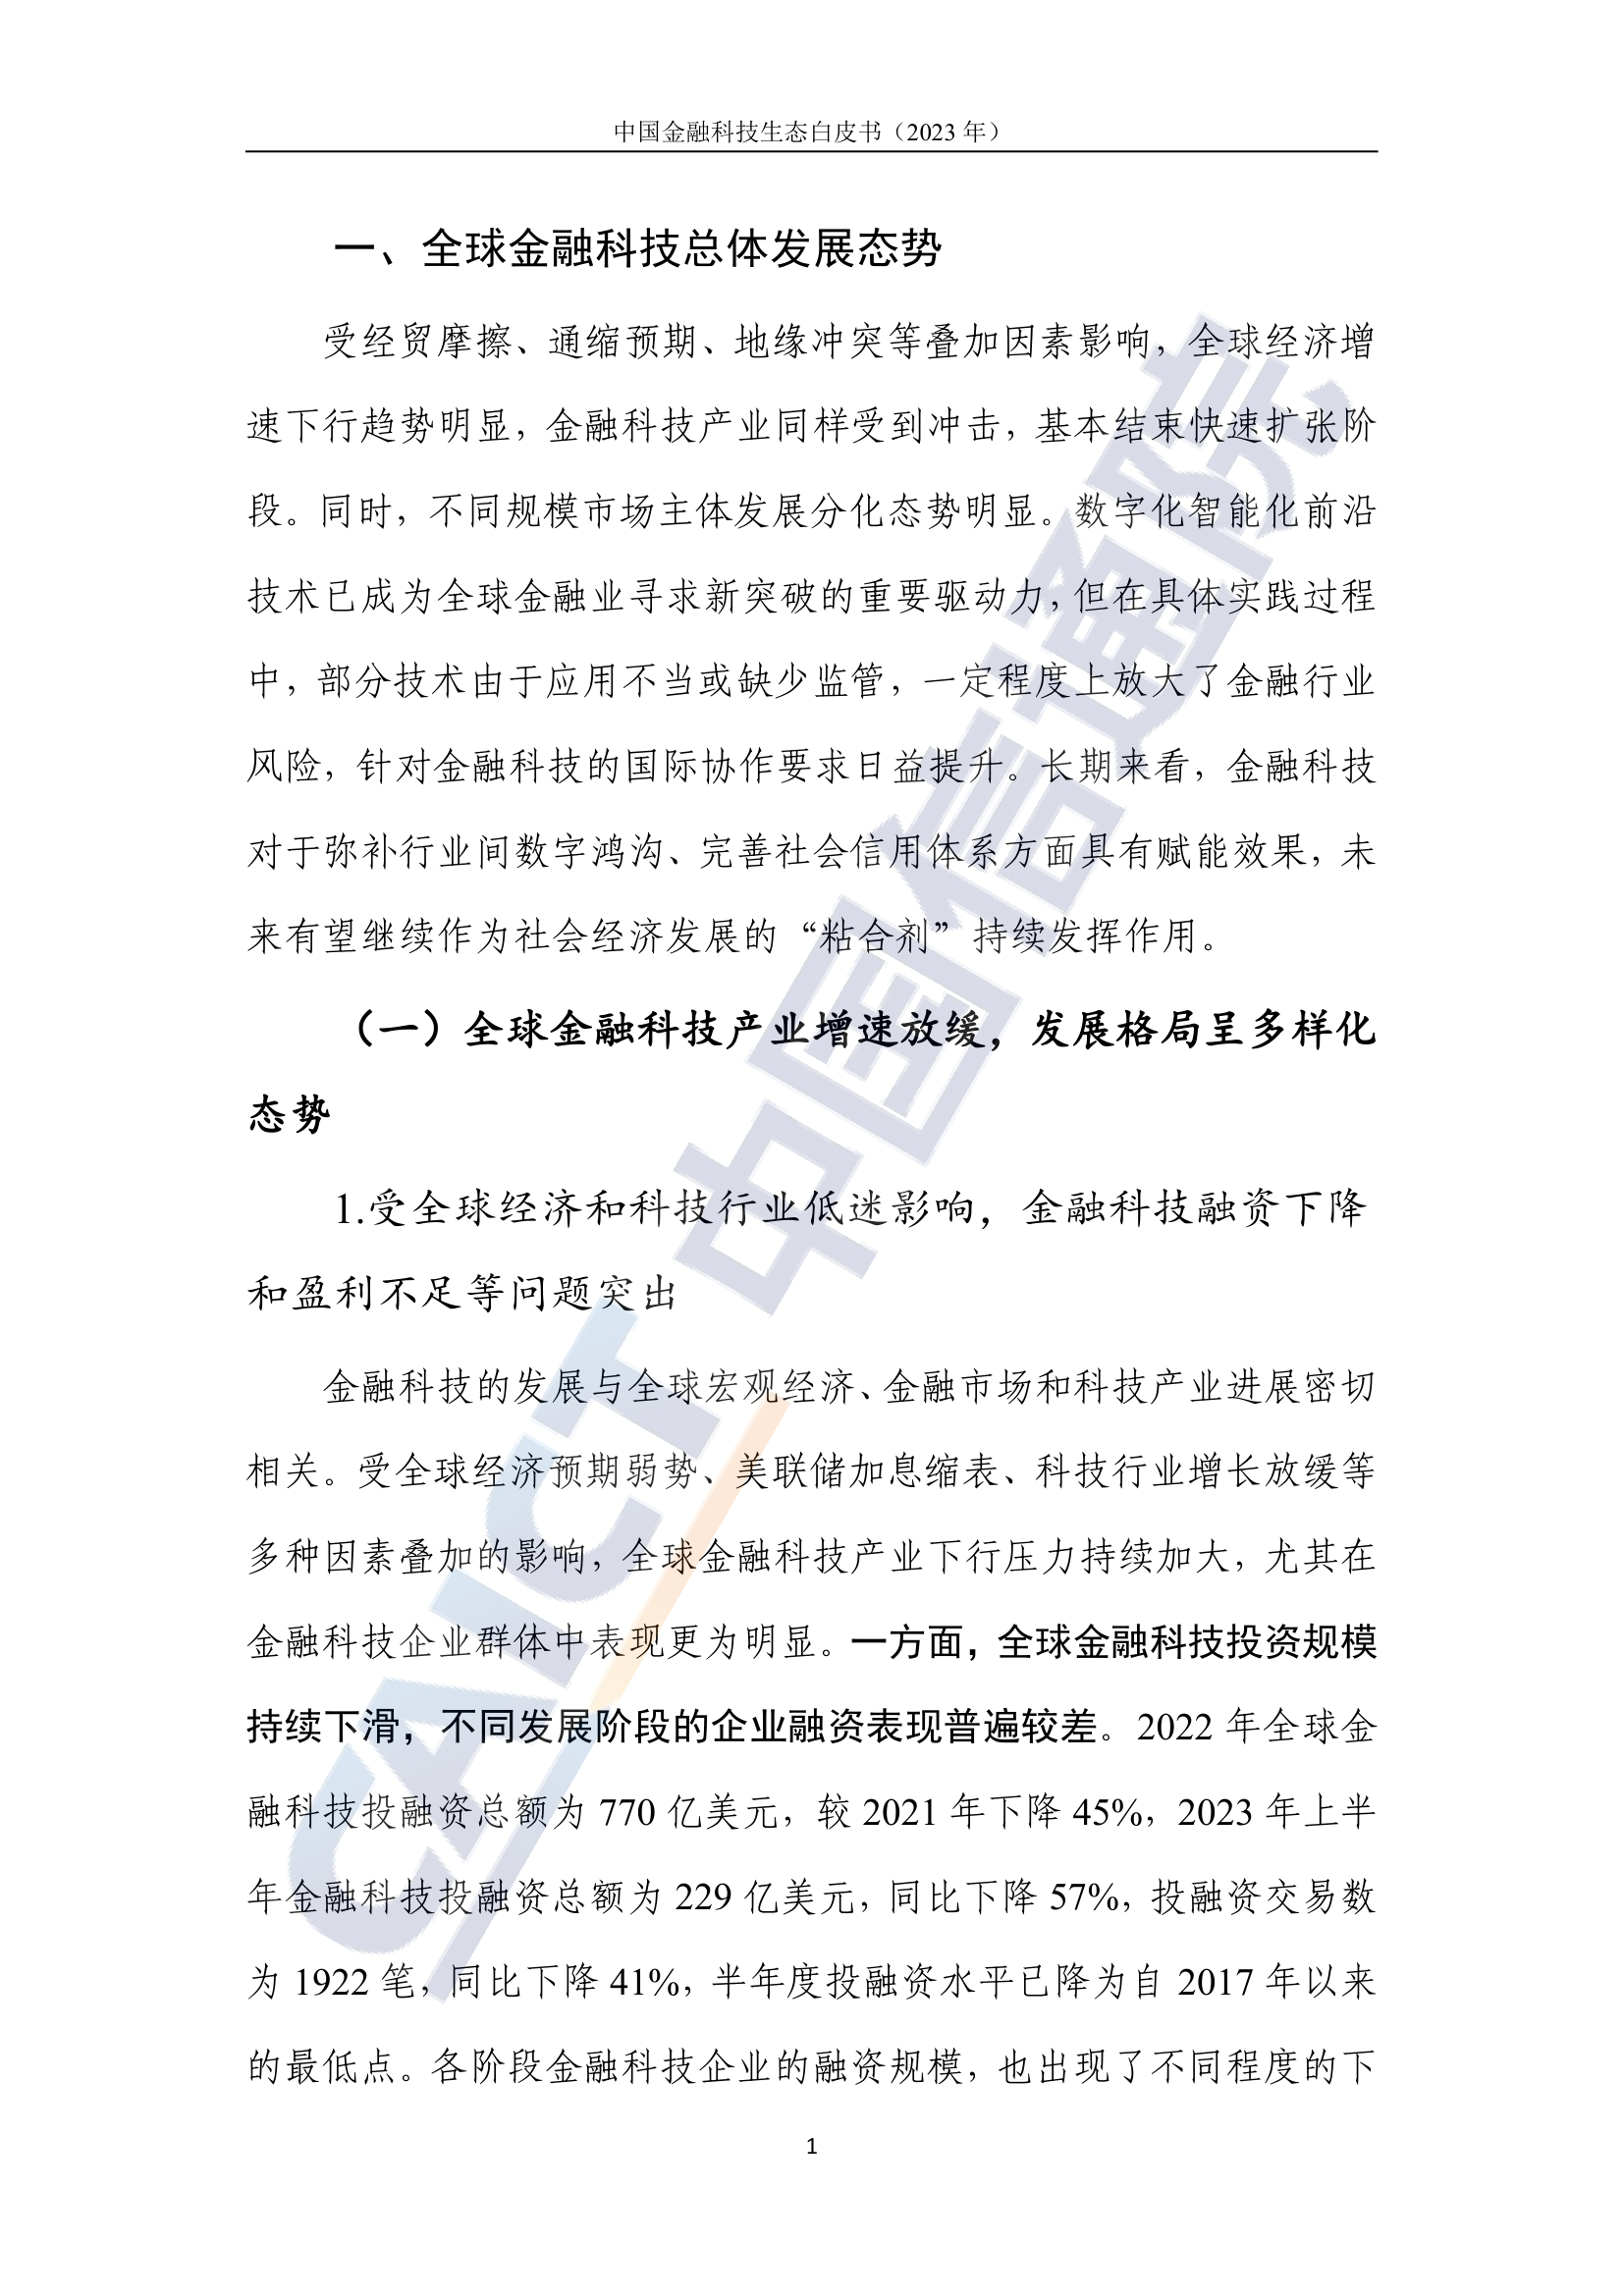 中国金融科技生态白皮书（2023 年）
一、全球金融科技总体发展态势
受经贸摩擦、通缩预期、地缘冲突等叠加因素影响，全球经济增
速下行趋势明显，金融科技产业同样受到冲击，基本结束快速扩张阶
段。同时，不同规模市场主体发展分化态势明显。数字化智能化前沿
技术已成为全球金融业寻求新突破的重要驱动力，但在具体实践过程
中，部分技术由于应用不当或缺少监管，一定程度上放大了金融行业
风险，针对金融科技的国际协作要求日益提升。长期来看，金融科技
对于弥补行业间数字鸿沟、完善社会信用体系方面具有赋能效果，未
来有望继续作为社会经济发展的“粘合剂”持续发挥作用。
（一）全球金融科技产业增速放缓，发展格局呈多样化
态势
1.受全球经济和科技行业低迷影响，金融科技融资下降
和盈利不足等问题突出
金融科技的发展与全球宏观经济、金融市场和科技产业进展密切
相关。受全球经济预期弱势、美联储加息缩表、科技行业增长放缓等
多种因素叠加的影响，全球金融科技产业下行压力持续加大，尤其在
金融科技企业群体中表现更为明显。一方面，全球金融科技投资规模
持续下滑，不同发展阶段的企业融资表现普遍较差。2022 年全球金
融科技投融资总额为 770 亿美元，较 2021 年下降 45%，2023 年上半
年金融科技投融资总额为 229 亿美元，同比下降 57%，投融资交易数
为 1922 笔，同比下降 41%，半年度投融资水平已降为自 2017 年以来
的最低点。各阶段金融科技企业的融资规模，也出现了不同程度的下
1
CAICT 中国信通院